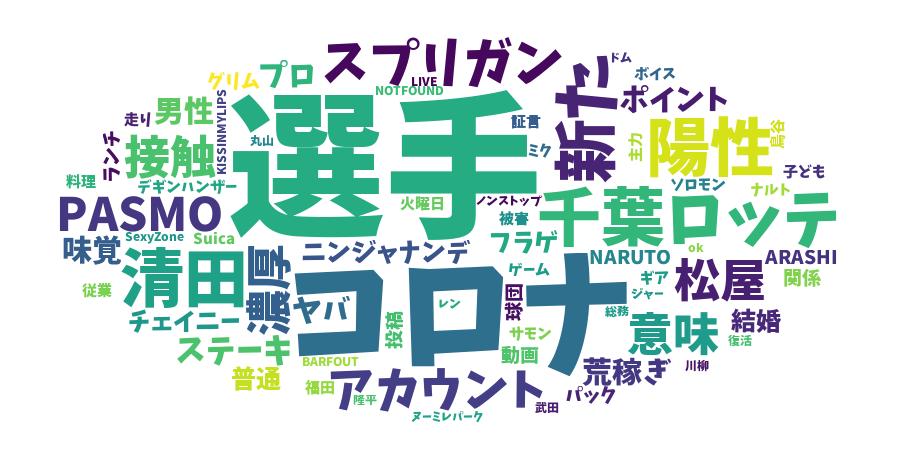 スプリガン
ドム
プロ
グリム
LIVE
ボイス
NOTFOUND
ポイント
新た
KISSINMYLIPS
男性
走り
選手
証言
陽性
鳥谷
丸山
主力
ランチ
接触
ミク
子ども
料理
デギンハンザー
ソロモン
ナルト
火曜日
ノンストップ
千葉ロッテ
PASMO
被害
SexyZone
Suica
フラゲ
味覚
ニンジャナンデ
ok
NARUTO
ARASHI
清田
濃厚
コロナ
ゲーム
ギア
松屋
関係
従業
ヤバ
レン
球団
ジャー
チェイニー
投稿
総務
意味
結婚
サモン
復活
ステーキ
動画
BARFOUT
荒稼ぎ
川柳
普通
福田
アカウント
パック
隆平
武田
ヌーミレパーク